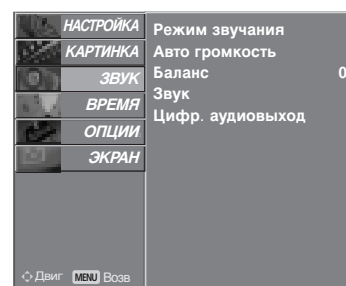 НАСТРОЙКА
КАРТИНКА
ЗВУК
ВРЕМЯ
ОПЦИИ
ЭКРАН
Режим звучания
Авто громкость
Баланс 0
Звук
Цифр. аудиовыход
Двиг MENU Возв